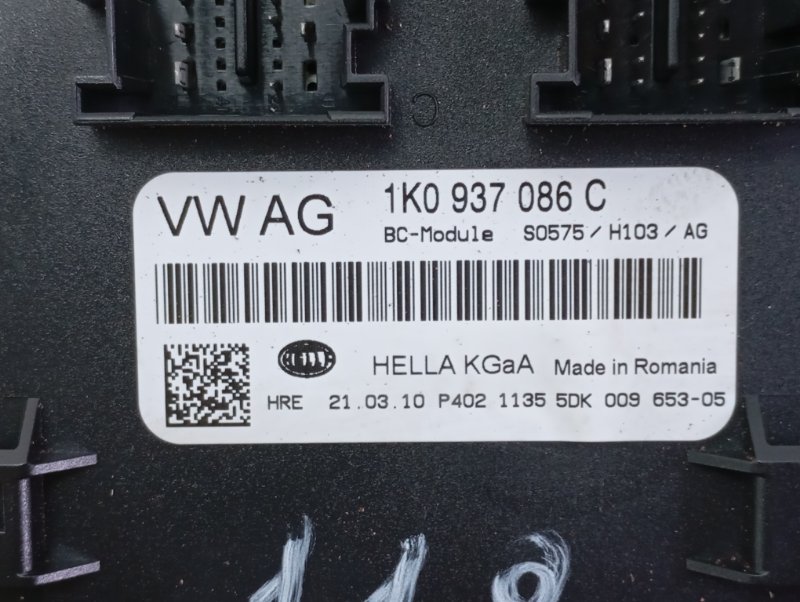 VW AG 1K0 937 086 C
BC-Module S0575 / H103 / AG
HELLA
HELLA KGaA Made in Romania
HRE 21.03.10 P402 1135 5DK 009 653-05